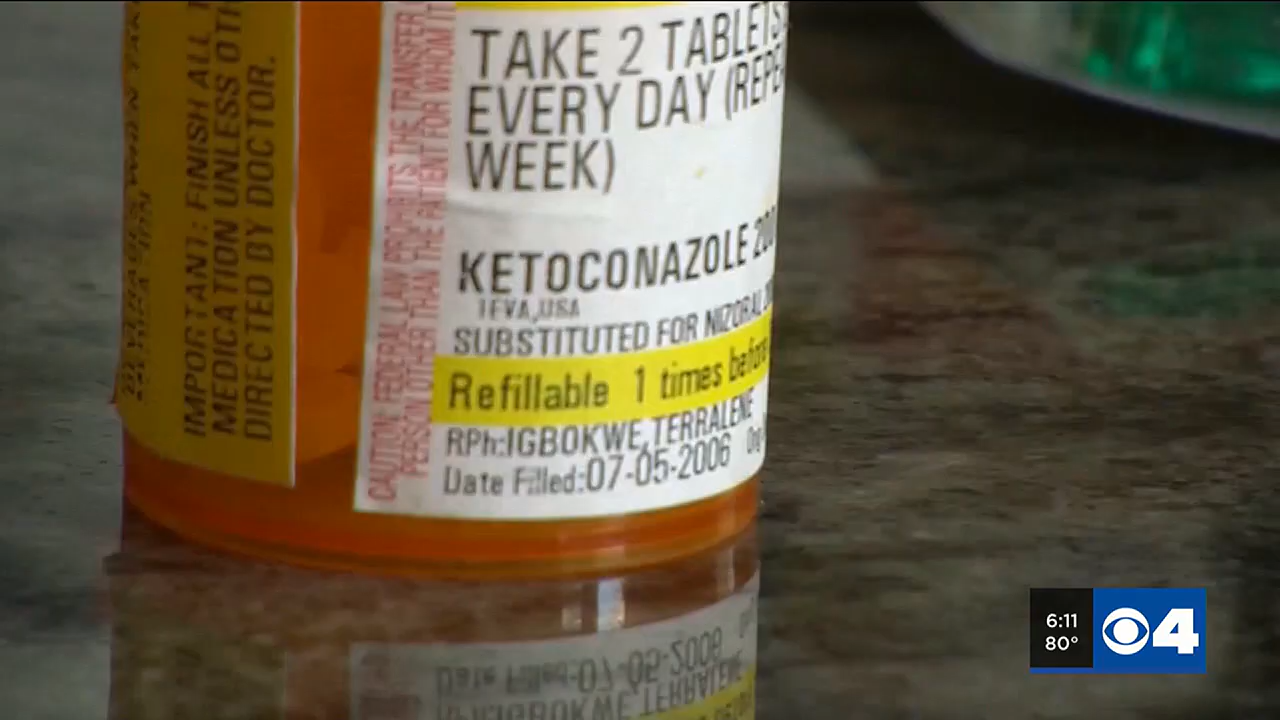 TAKE 2 TABLETS
EVERY DAY (REPE
WEEK)
KETOCONAZOLE 200
TEVA,USA
SUBSTITUTED FOR NIZORAL
Refillable 1 times before
RPh:IGBOKWE,TERRALENE
Date Filled:07-05-2006
CAUTION: FEDERAL LAW PROHIBITS THE TRANSFER
PERSON OTHER THAN THE PATIENT FOR WHOM IT
IMPORTANT: FINISH ALL
MEDICATION UNLESS OTH
DIRECTED BY DOCTOR.
6:11
80°
4